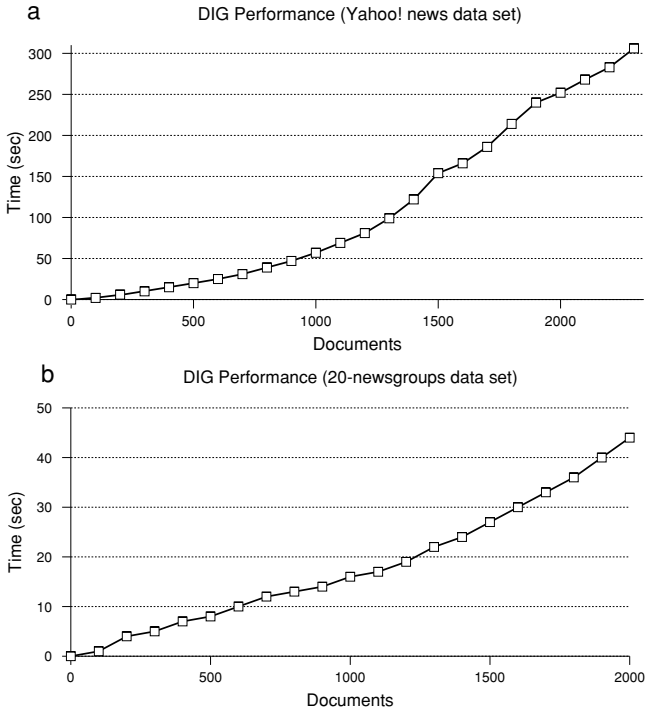 a
DIG Performance (Yahoo! news data set)
Time (sec)
300
250
200
150
100
50
0
0 500 1000 1500 2000
Documents
b
DIG Performance (20-newsgroups data set)
Time (sec)
50
40
30
20
10
0
0 500 1000 1500 2000
Documents